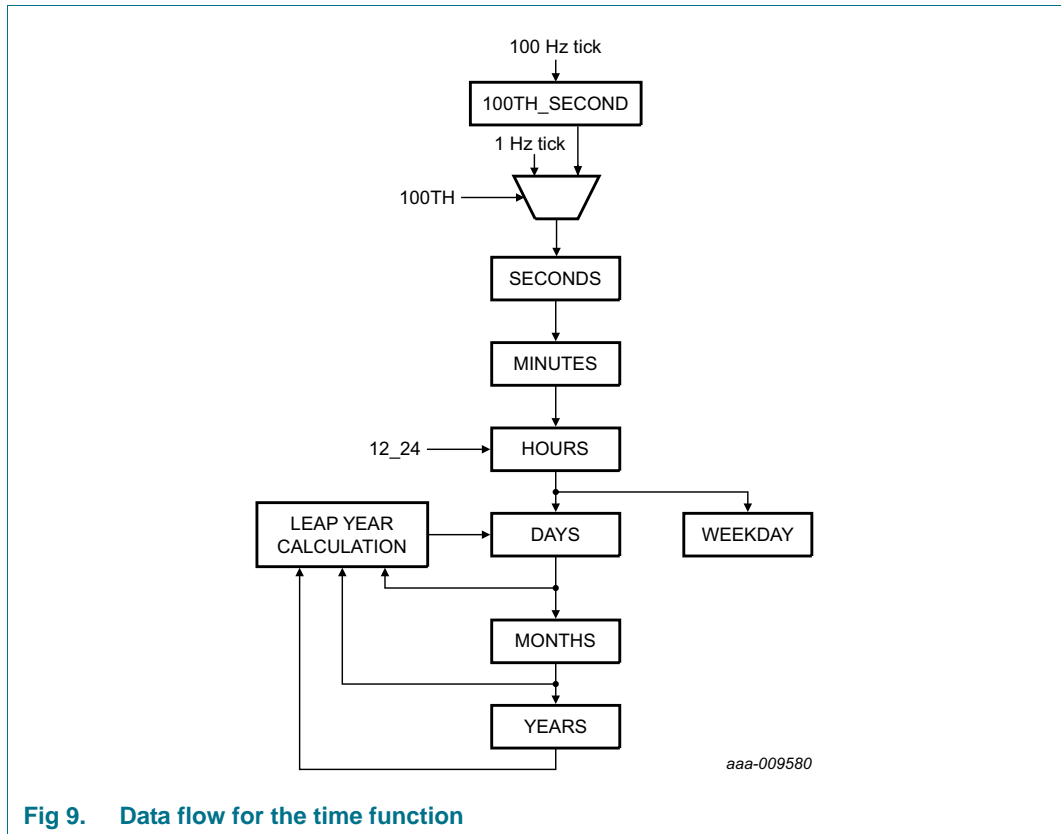 100 Hz tick
100TH_SECOND
1 Hz tick
100TH
SECONDS
MINUTES
12_24
HOURS
LEAP YEAR
CALCULATION
DAYS
WEEKDAY
MONTHS
YEARS
aaa-009580
Fig 9. Data flow for the time function